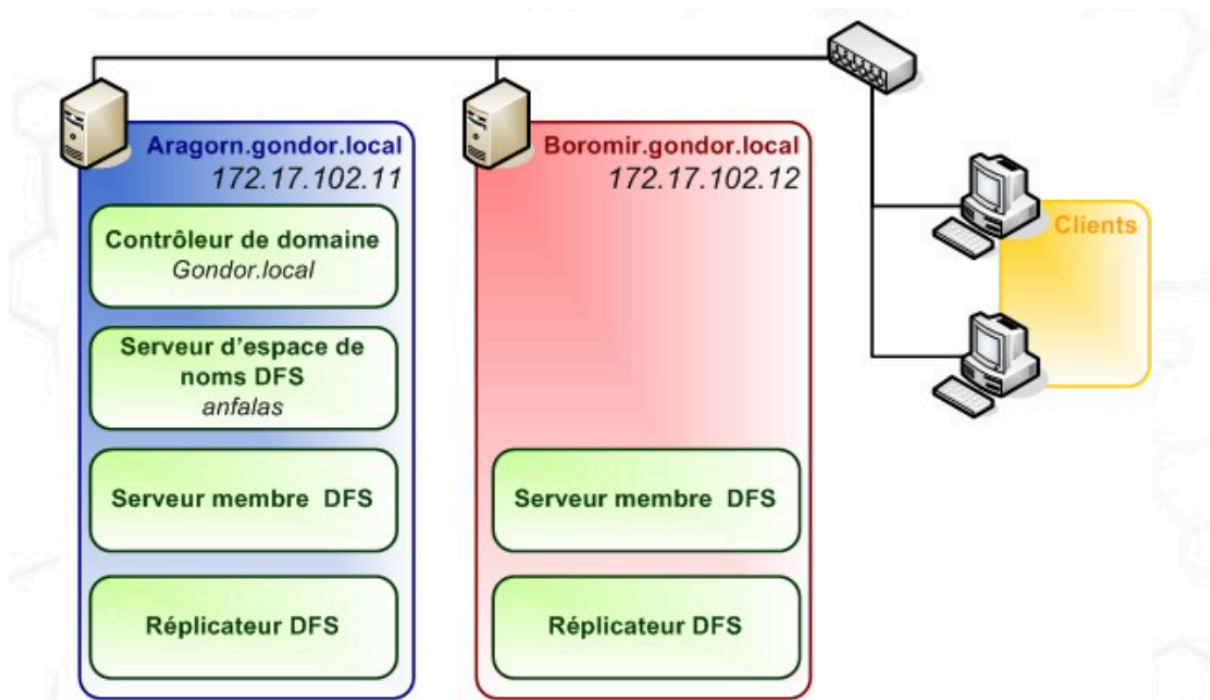 Aragorn.gondor.local
172.17.102.11
Contrôleur de domaine
Gondor.local
Serveur d'espace de
noms DFS
anfalas
Serveur membre DFS
Réplicateur DFS
Boromir.gondor.local
172.17.102.12
Serveur membre DFS
Réplicateur DFS
Clients